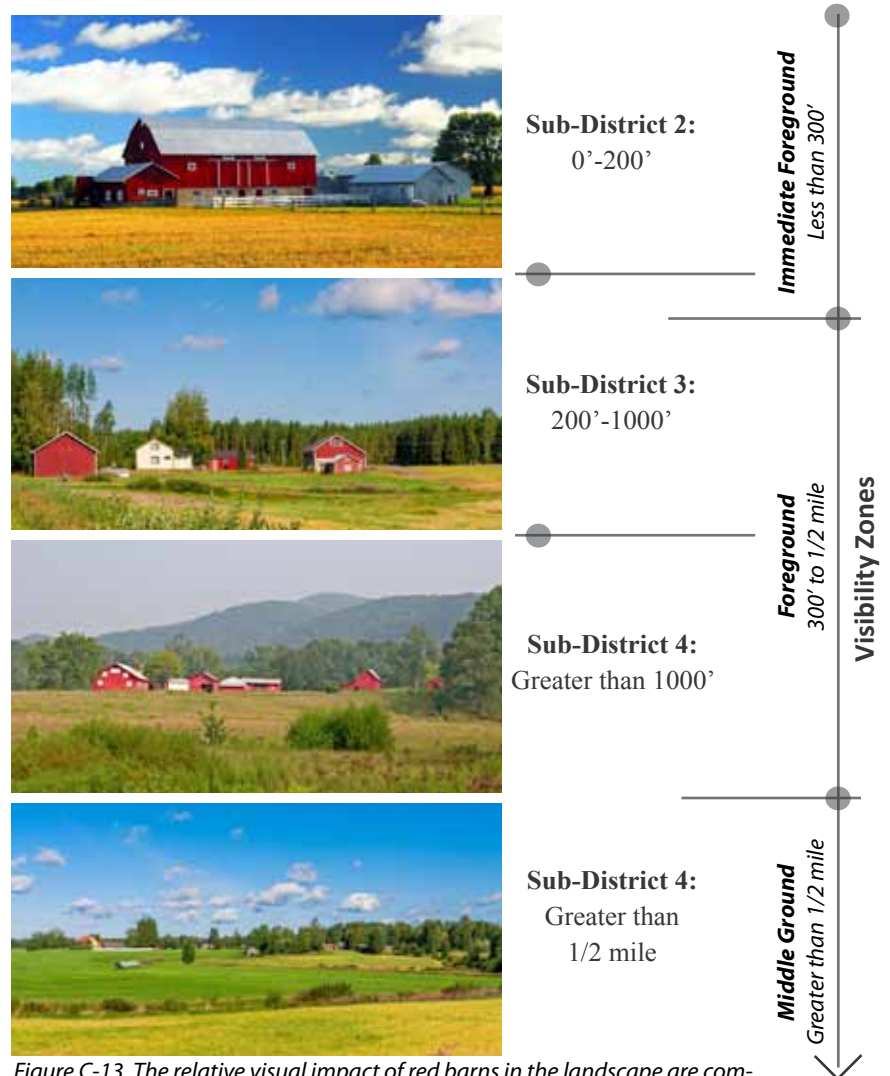 Sub-District 2:
0’-200’
Immediate Foreground
Less than 300’
Sub-District 3:
200’-1000’
Foreground
300’ to 1/2 mile
Visibility Zones
Sub-District 4:
Greater than 1000’
Sub-District 4:
Greater than
1/2 mile
Middle Ground
Greater than 1/2 mile
Figure C-13. The relative visual impact of red barns in the landscape are com-